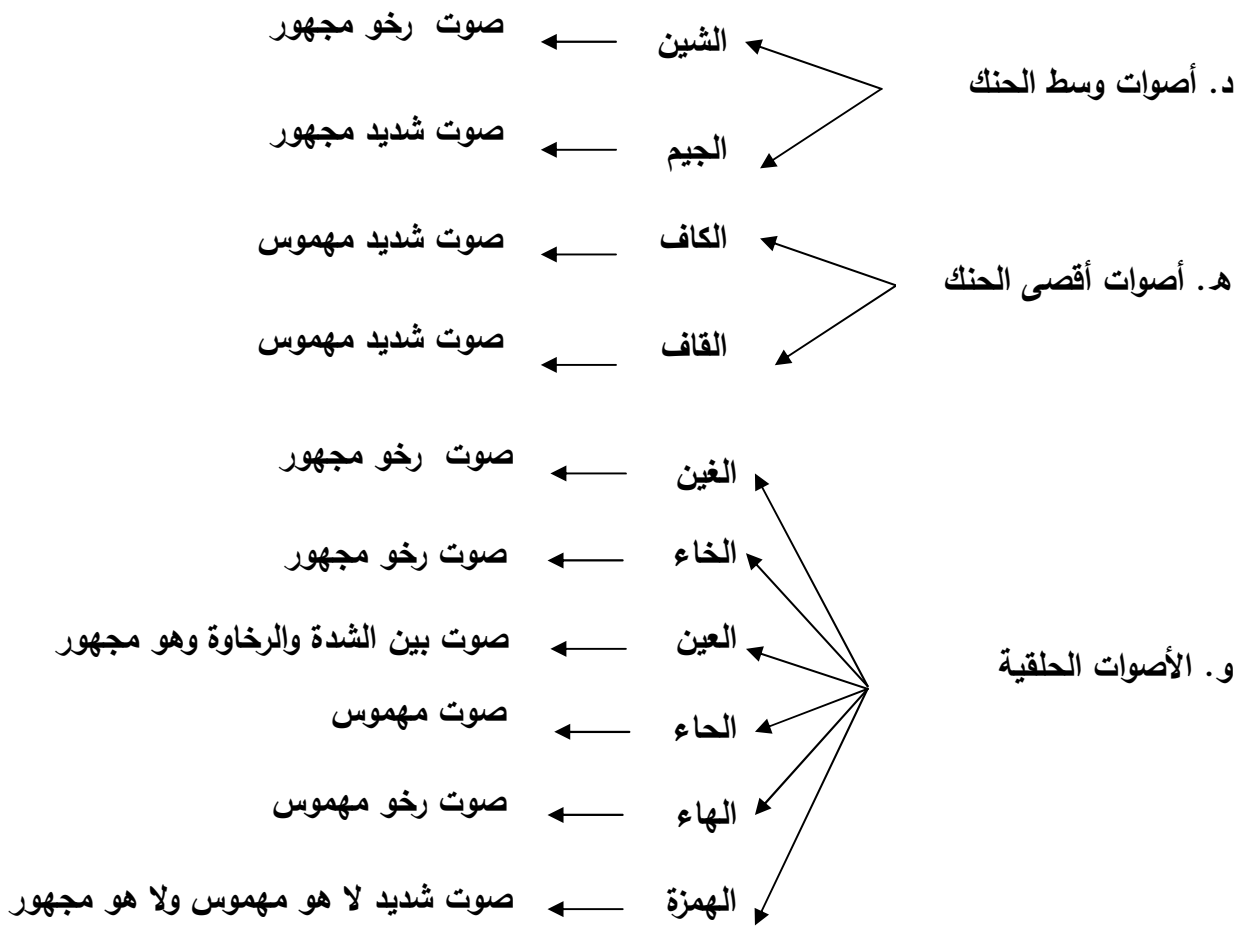 د. أصوات وسط الحنك
الشين
صوت رخو مجهور
الجيم
صوت شديد مجهور
ه. أصوات أقصى الحنك
الكاف
صوت شديد مهموس
القاف
صوت شديد مهموس
و. الأصوات الحلقية
الغين
صوت رخو مجهور
الخاء
صوت رخو مجهور
العين
صوت بين الشدة والرخاوة وهو مجهور
الحاء
صوت مهموس
الهاء
صوت رخو مهموس
الهمزة
صوت شديد لا هو مهموس ولا هو مجهور